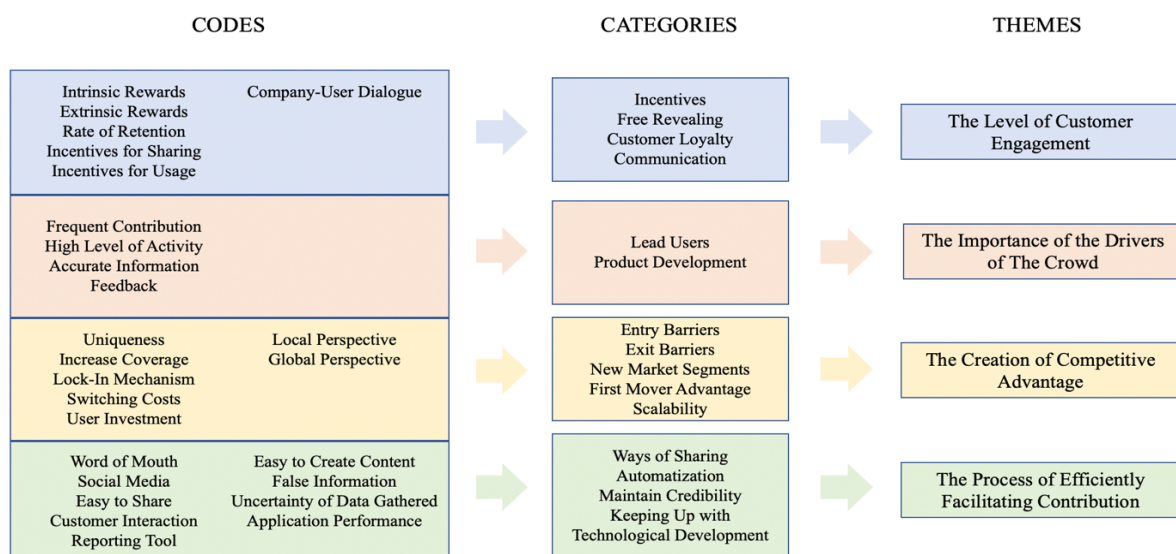 CODES
CATEGORIES
THEMES
Intrinsic Rewards
Extrinsic Rewards
Rate of Retention
Incentives for Sharing
Incentives for Usage
Company-User Dialogue
Incentives
Free Revealing
Customer Loyalty
Communication
The Level of Customer
Engagement
Frequent Contribution
High Level of Activity
Accurate Information
Feedback
Lead Users
Product Development
The Importance of the Drivers
of The Crowd
Uniqueness
Increase Coverage
Lock-In Mechanism
Switching Costs
User Investment
Local Perspective
Global Perspective
Entry Barriers
Exit Barriers
New Market Segments
First Mover Advantage
Scalability
The Creation of Competitive
Advantage
Word of Mouth
Social Media
Easy to Share
Customer Interaction
Reporting Tool
Easy to Create Content
False Information
Uncertainty of Data Gathered
Application Performance
Ways of Sharing
Automatization
Maintain Credibility
Keeping Up with
Technological Development
The Process of Efficiently
Facilitating Contribution